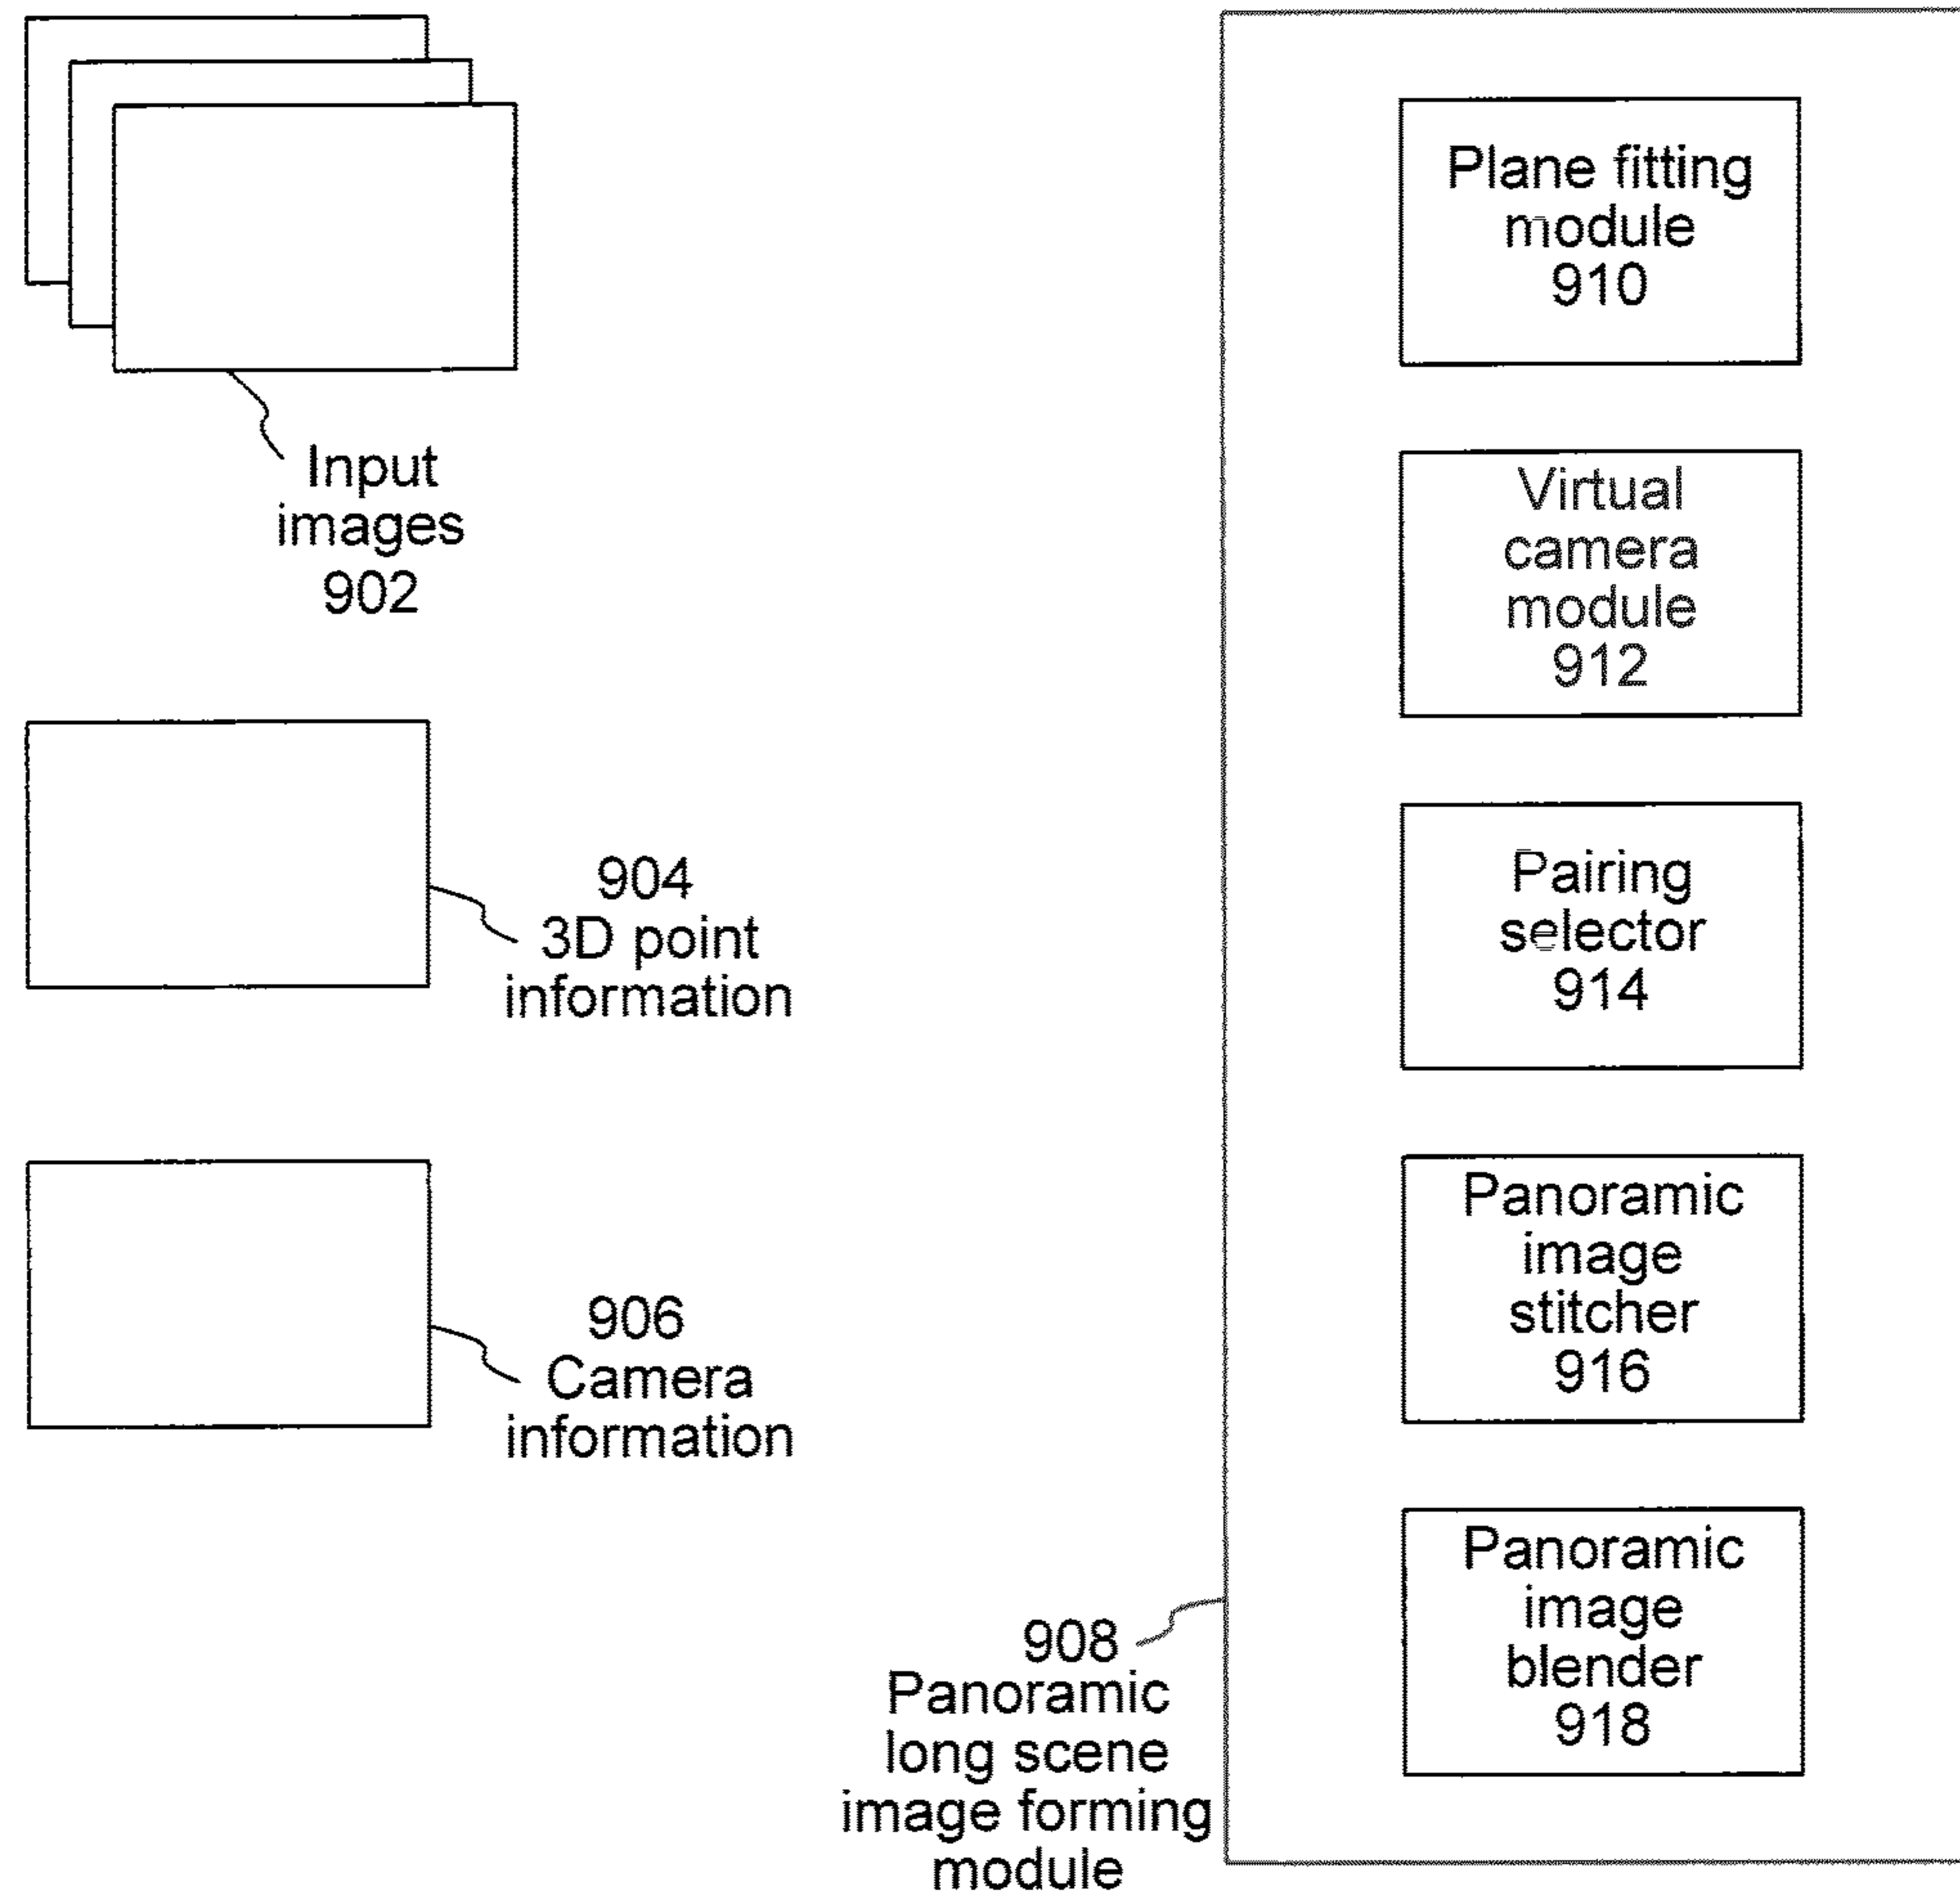 Input
images
902
904
3D point
information
906
Camera
information
908
Panoramic
long scene
image forming
module
Plane fitting
module
910
Virtual
camera
module
912
Pairing
selector
914
Panoramic
image
stitcher
916
Panoramic
image
blender
918